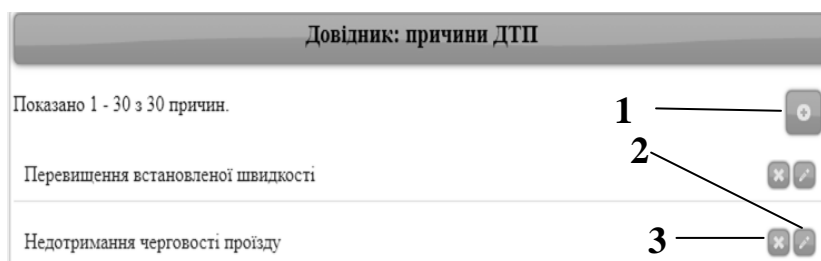 Довідник: причини ДТП
Показано 1 - 30 з 30 причин.
1
2
Перевищення встановленої швидкості
Недотримання черговості проїзду
3